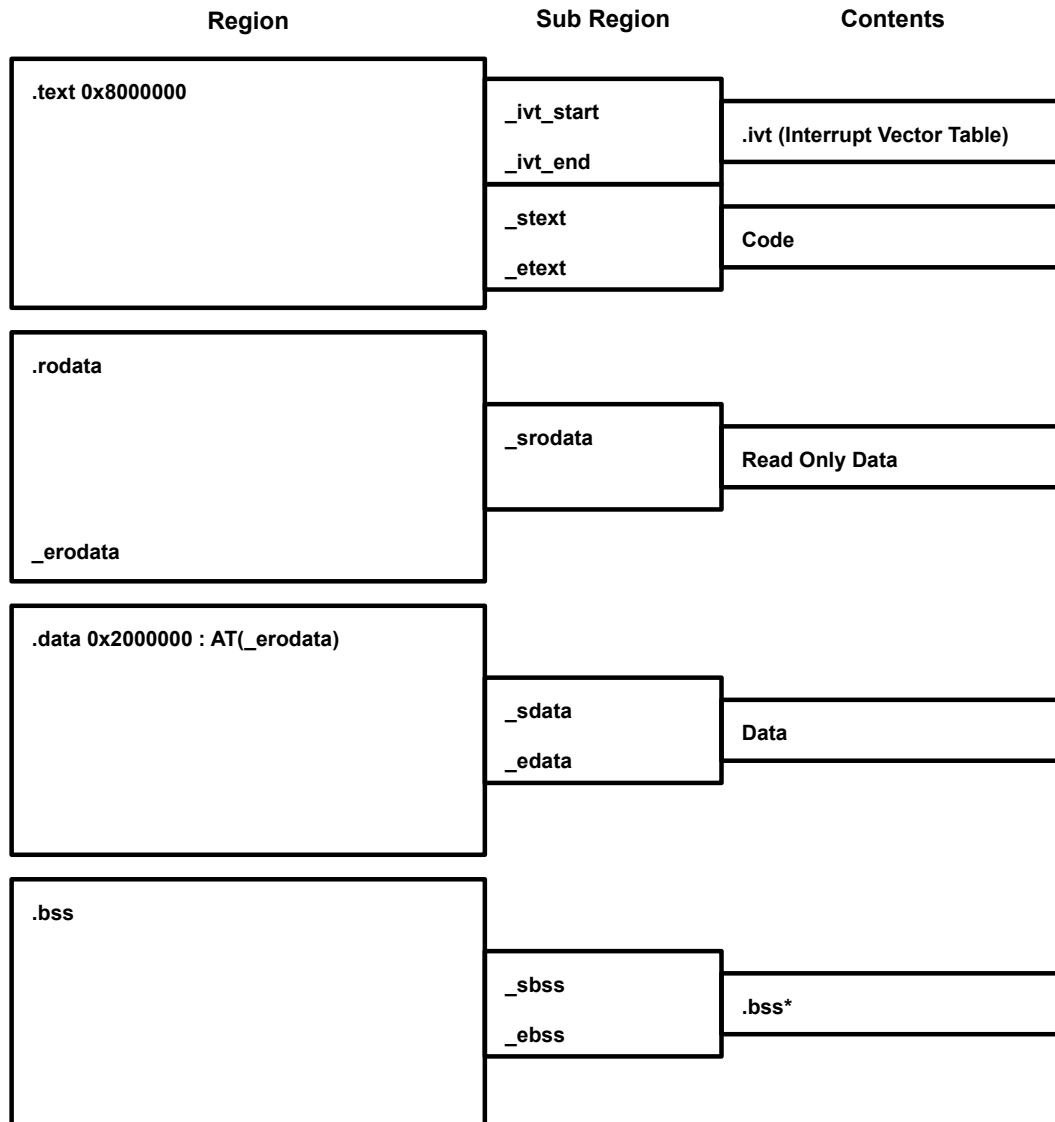 Region Sub Region Contents
.text 0x8000000
_ivt_start
.ivt (Interrupt Vector Table)
_ivt_end
_stext
Code
_etext
.rodata
_srodata
Read Only Data
_erodata
.data 0x2000000 : AT(_erodata)
_sdata
Data
_edata
.bss
_sbss
.bss*
_ebss